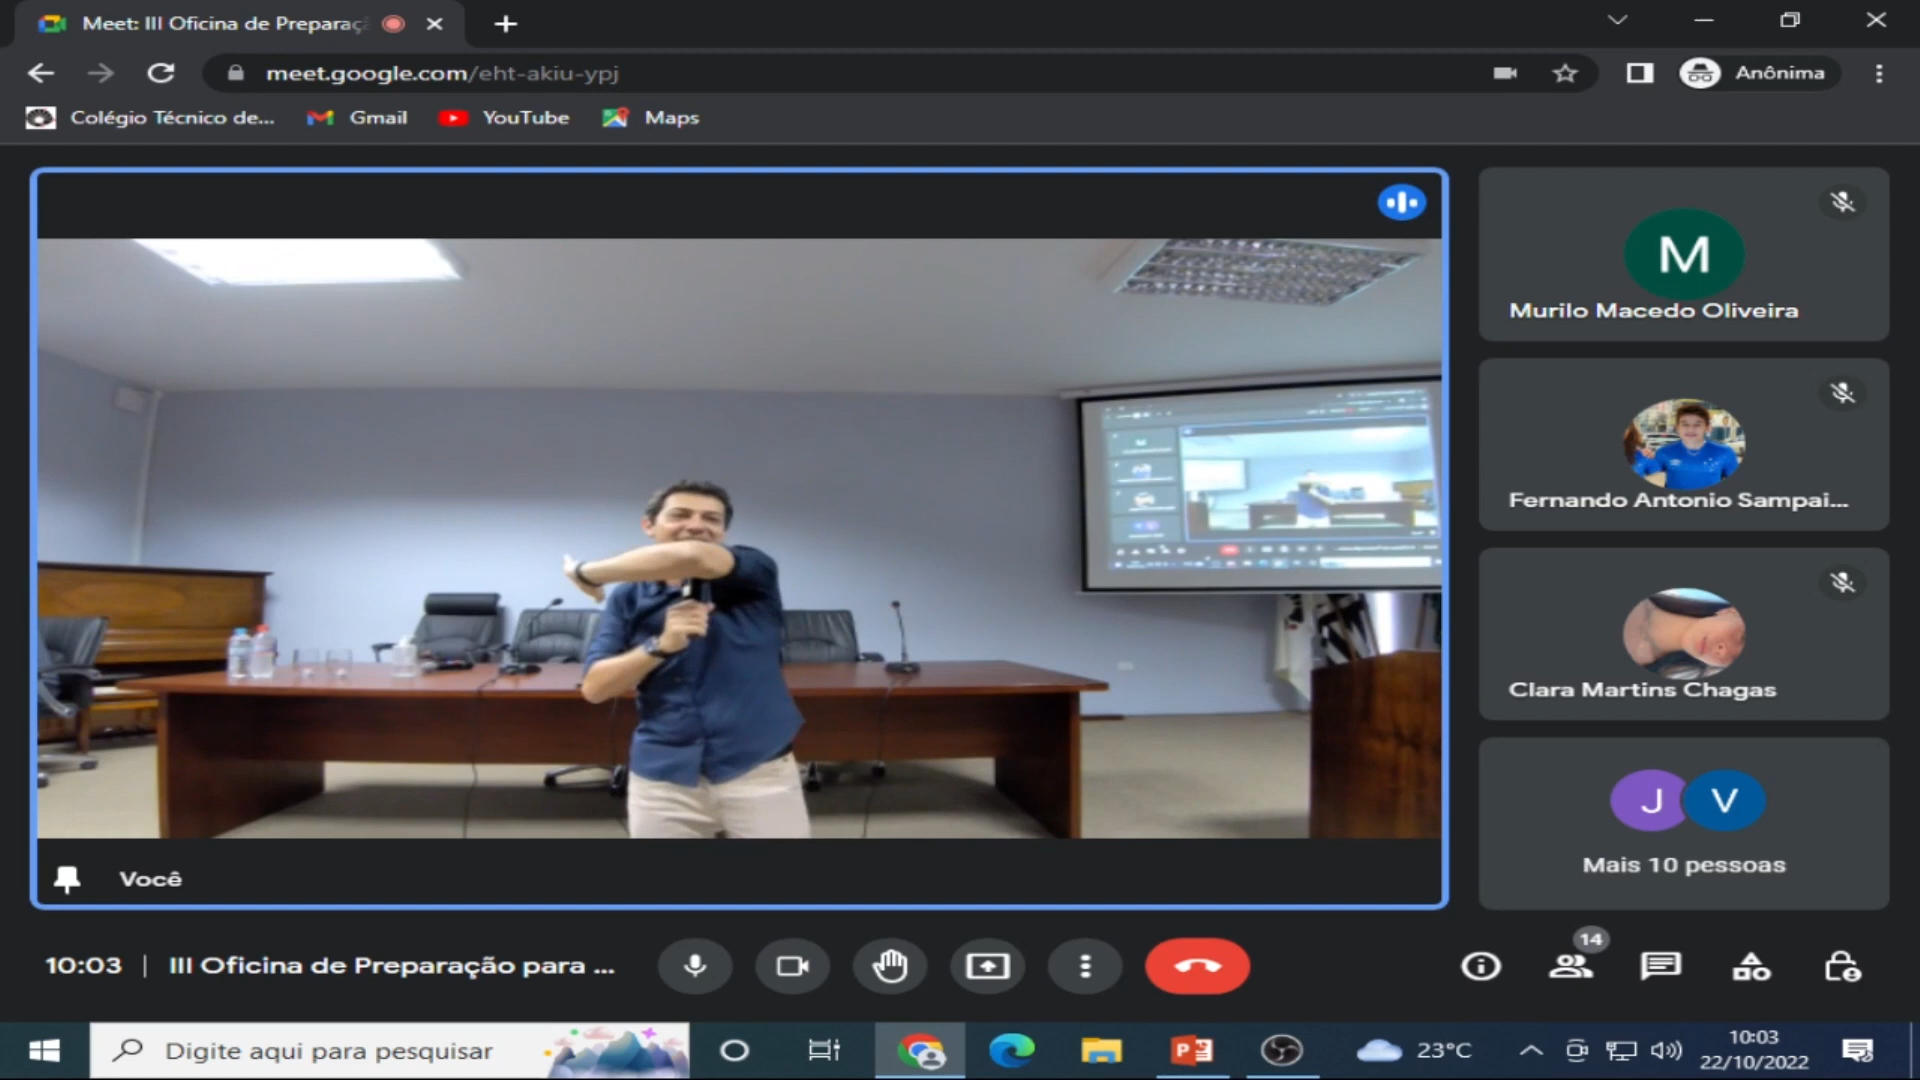 Meet: III Oficina de Preparaç
meet.google.com/eht-akiu-ypj
Anônima
Colégio Técnico de...
Gmail
YouTube
Maps
M
Murilo Macedo Oliveira
Fernando Antonio Sampai...
Clara Martins Chagas
J V
Mais 10 pessoas
Você
10:03 | III Oficina de Preparação para ...
14
Digite aqui para pesquisar
23°C
10:03
22/10/2022